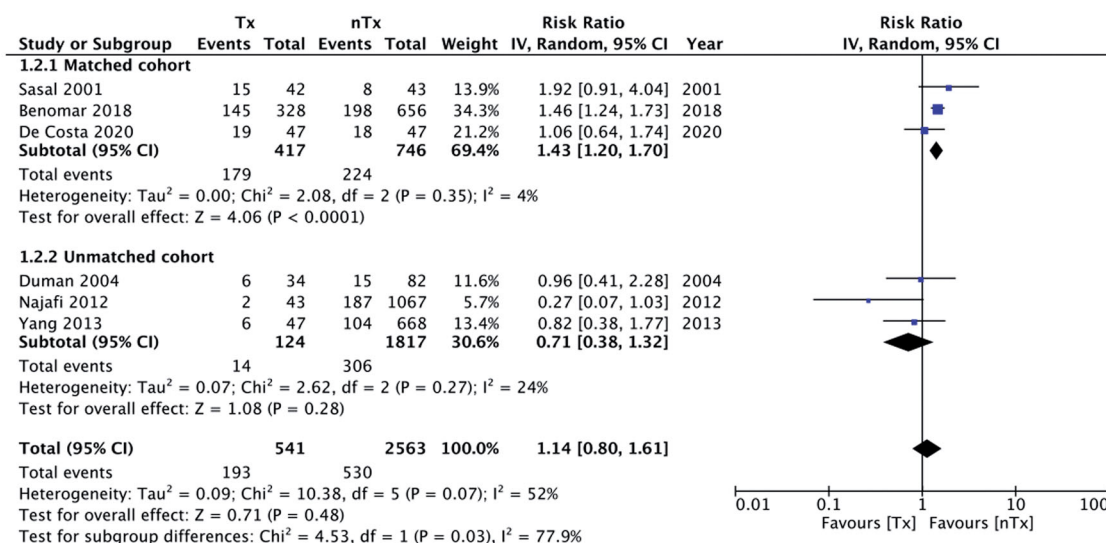 Tx nTx Risk Ratio Risk Ratio
Study or Subgroup Events Total Events Total Weight IV, Random, 95% CI Year IV, Random, 95% CI
1.2.1 Matched cohort
Sasal 2001 15 42 8 43 13.9% 1.92 [0.91, 4.04] 2001
Benomar 2018 145 328 198 656 34.3% 1.46 [1.24, 1.73] 2018
De Costa 2020 19 47 18 47 21.2% 1.06 [0.64, 1.74] 2020
Subtotal (95% CI) 417 746 69.4% 1.43 [1.20, 1.70]
Total events 179 224
Heterogeneity: Tau² = 0.00; Chi² = 2.08, df = 2 (P = 0.35); I² = 4%
Test for overall effect: Z = 4.06 (P < 0.0001)
1.2.2 Unmatched cohort
Duman 2004 6 34 15 82 11.6% 0.96 [0.41, 2.28] 2004
Najafi 2012 2 43 187 1067 5.7% 0.27 [0.07, 1.03] 2012
Yang 2013 6 47 104 668 13.4% 0.82 [0.38, 1.77] 2013
Subtotal (95% CI) 124 1817 30.6% 0.71 [0.38, 1.32]
Total events 14 306
Heterogeneity: Tau² = 0.07; Chi² = 2.62, df = 2 (P = 0.27); I² = 24%
Test for overall effect: Z = 1.08 (P = 0.28)
Total (95% CI) 541 2563 100.0% 1.14 [0.80, 1.61]
Total events 193 530
Heterogeneity: Tau² = 0.09; Chi² = 10.38, df = 5 (P = 0.07); I² = 52%
Test for overall effect: Z = 0.71 (P = 0.48)
Test for subgroup differences: Chi² = 4.53, df = 1 (P = 0.03), I² = 77.9%
0.01 0.1 1 10 100
Favours [Tx] Favours [nTx]